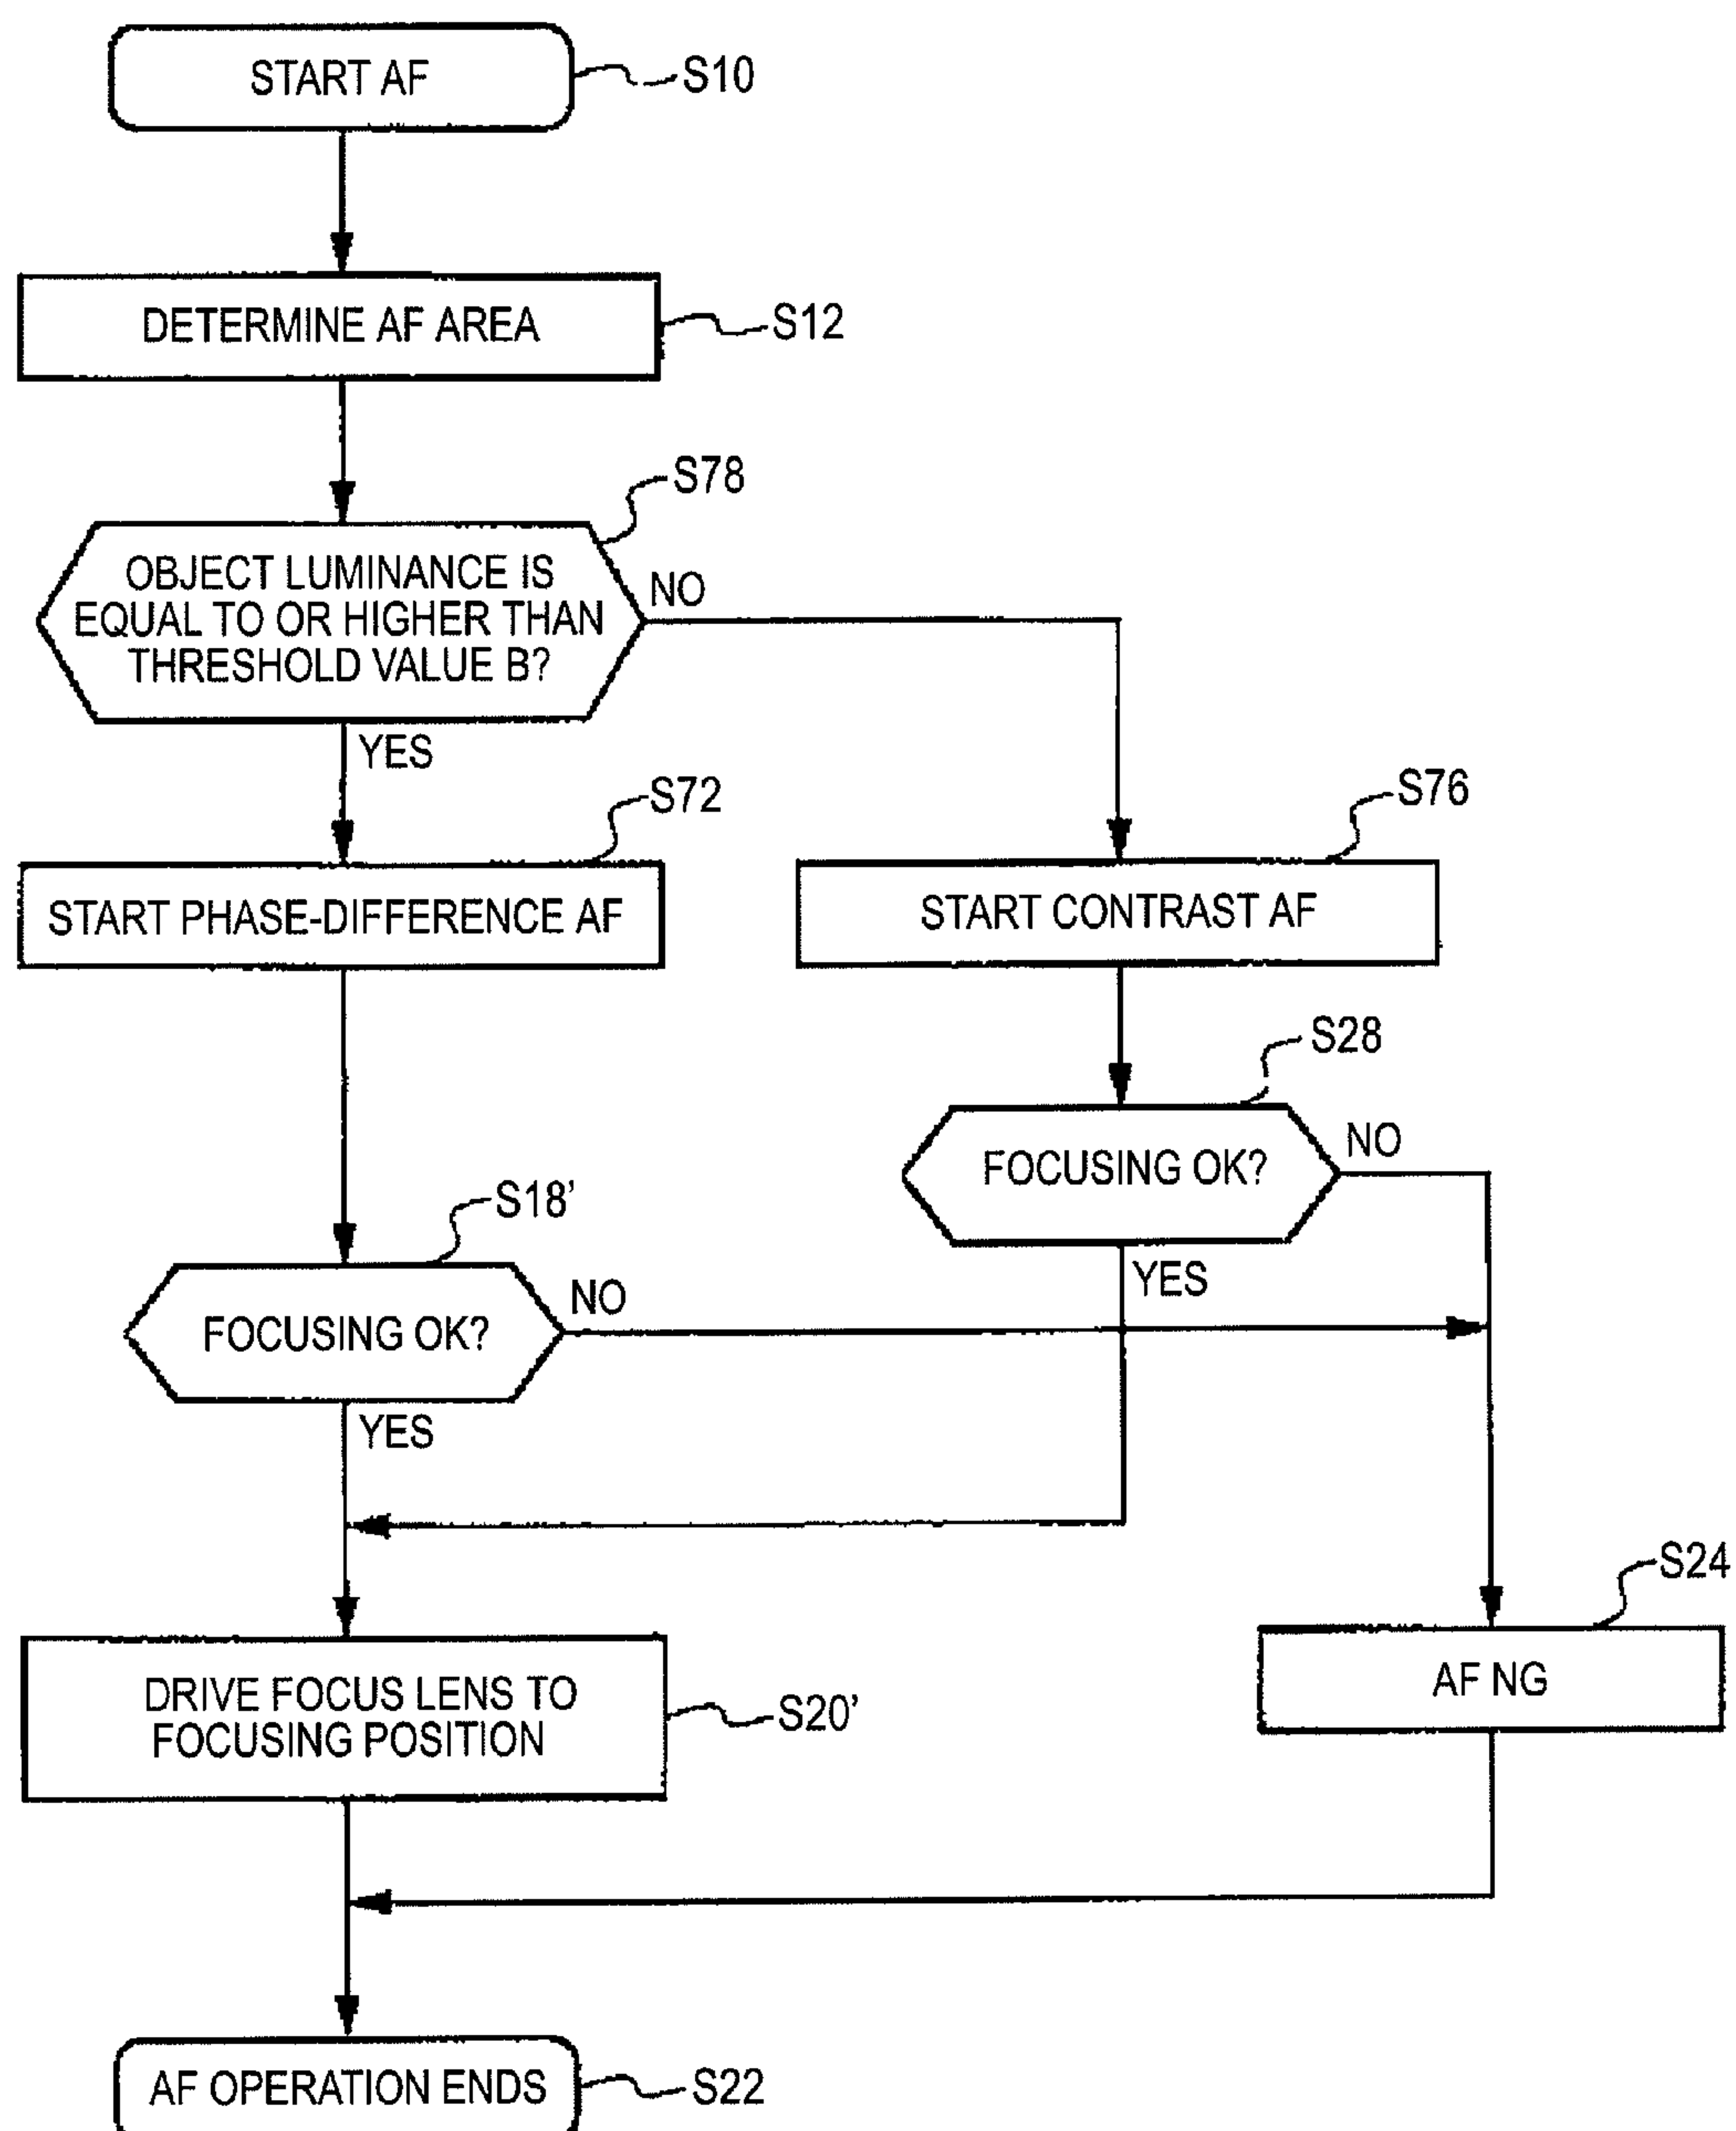 START AF
S10
DETERMINE AF AREA
S12
S78
OBJECT LUMINANCE IS
EQUAL TO OR HIGHER THAN
THRESHOLD VALUE B?
NO
YES
S72
S76
START PHASE-DIFFERENCE AF
START CONTRAST AF
S28
FOCUSING OK?
NO
YES
S18’
FOCUSING OK?
NO
YES
S24
DRIVE FOCUS LENS TO
FOCUSING POSITION
S20’
AF NG
AF OPERATION ENDS
S22